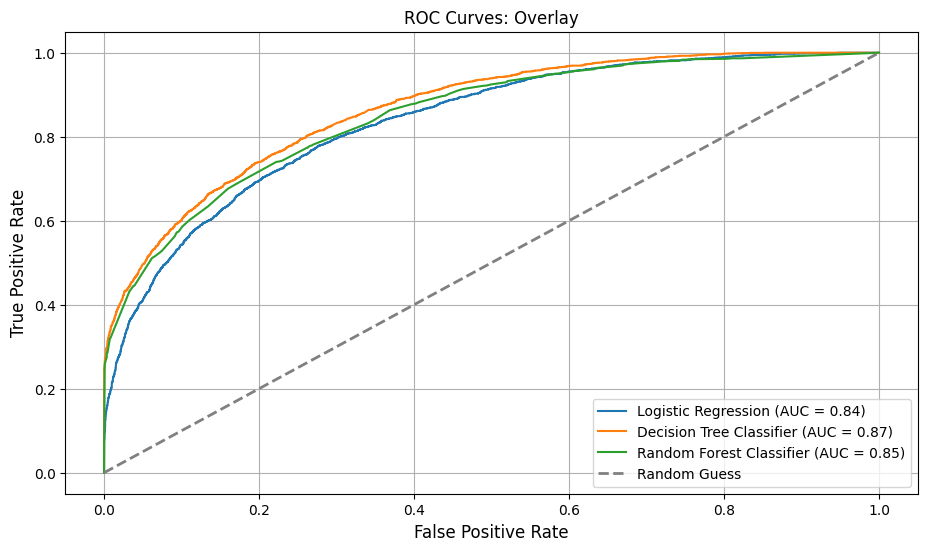 ROC Curves: Overlay
True Positive Rate
1.0
0.8
0.6
0.4
0.2
0.0
0.0 0.2 0.4 0.6 0.8 1.0
False Positive Rate
Logistic Regression (AUC = 0.84)
Decision Tree Classifier (AUC = 0.87)
Random Forest Classifier (AUC = 0.85)
Random Guess